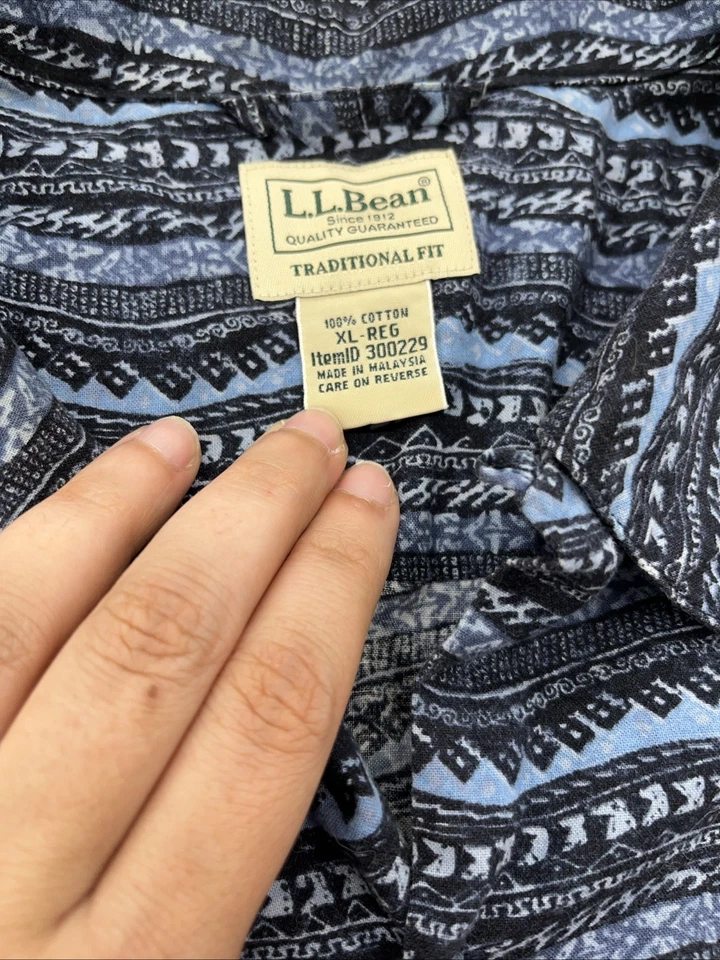 L.L.Bean®
Since 1912
QUALITY GUARANTEED
TRADITIONAL FIT
100% COTTON
XL-REG
ItemID 300229
MADE IN MALAYSIA
CARE ON REVERSE